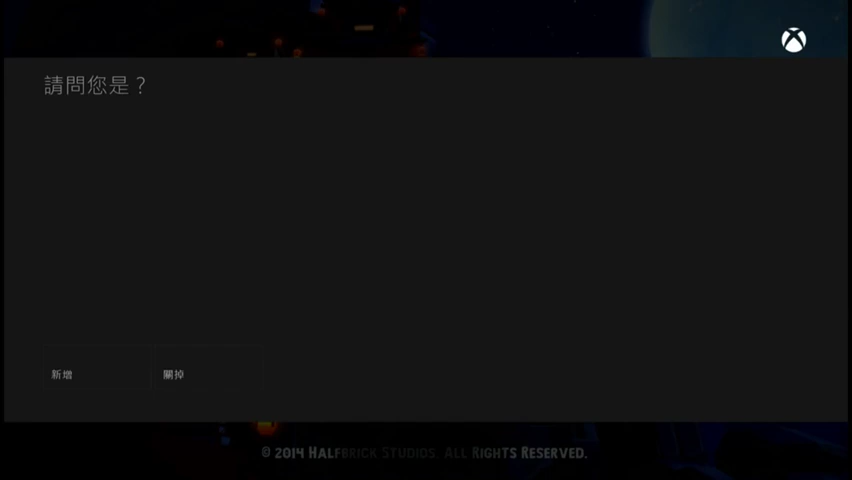 請問您是？
新增
關掉
© 2014 Halfbrick Studios. All Rights Reserved.